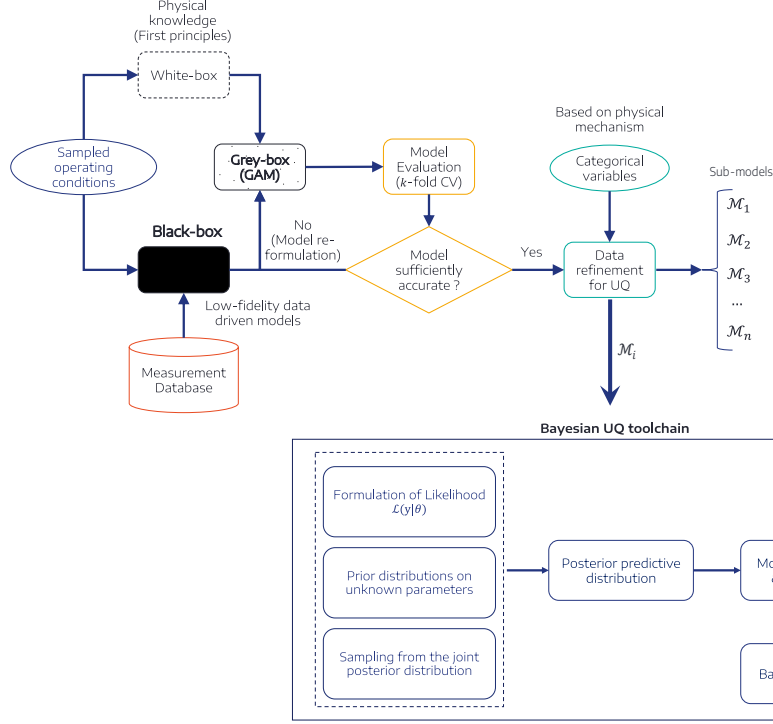 Physical
knowledge
(First principles)
White-box
Sampled
operating
conditions
Grey-box
(GAM)
Model
Evaluation
(k-fold CV)
Based on physical
mechanism
Categorical
variables
Sub-models
ℳ1
ℳ2
ℳ3
...
ℳn
Black-box
No
(Model re-
formulation)
Model
sufficiently
accurate ?
Yes
Data
refinement
for UQ
Low-fidelity data
driven models
Measurement
Database
ℳi
Bayesian UQ toolchain
Formulation of Likelihood
ℒ(y|θ)
Prior distributions on
unknown parameters
Sampling from the joint
posterior distribution
Posterior predictive
distribution
Mo
Ba